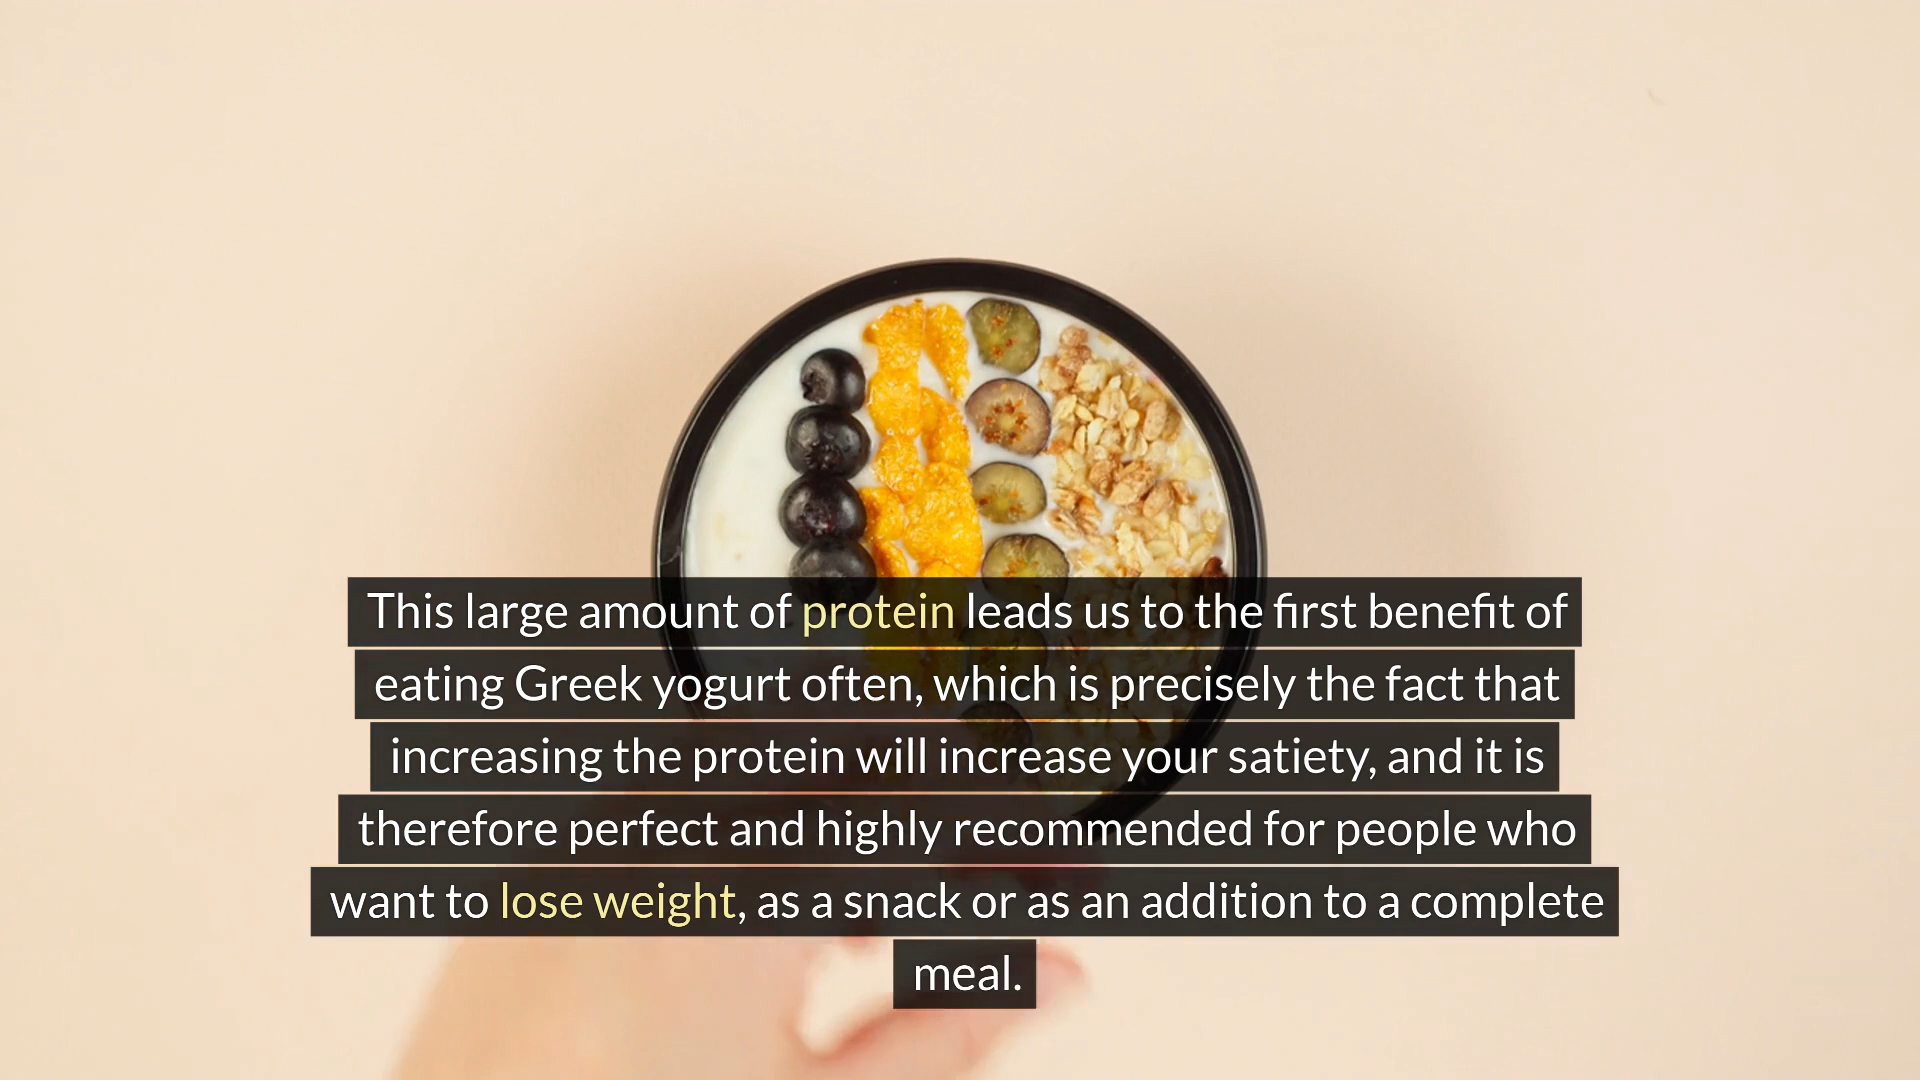 This large amount of protein leads us to the first benefit of
eating Greek yogurt often, which is precisely the fact that
increasing the protein will increase your satiety, and it is
therefore perfect and highly recommended for people who
want to lose weight, as a snack or as an addition to a complete
meal.